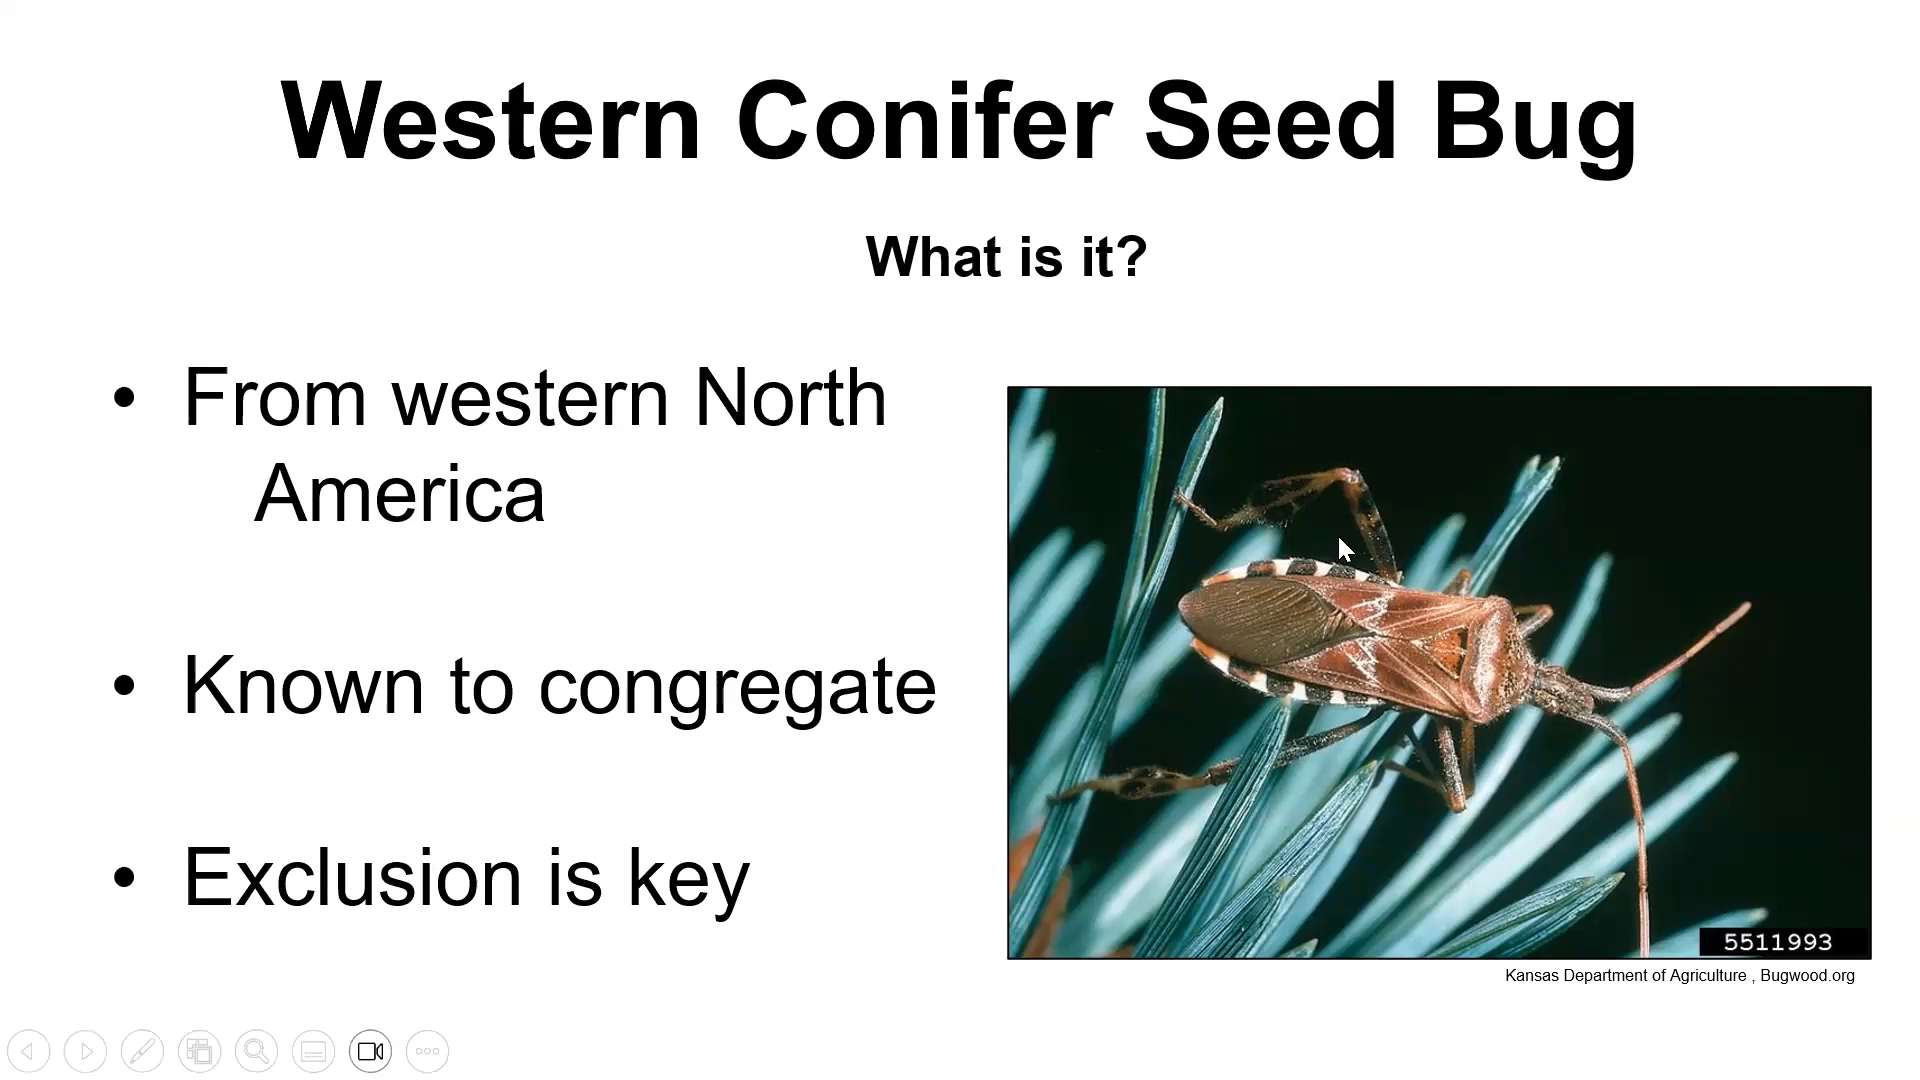 Western Conifer Seed Bug
What is it?
• From western North
America
• Known to congregate
• Exclusion is key
5511993
Kansas Department of Agriculture , Bugwood.org